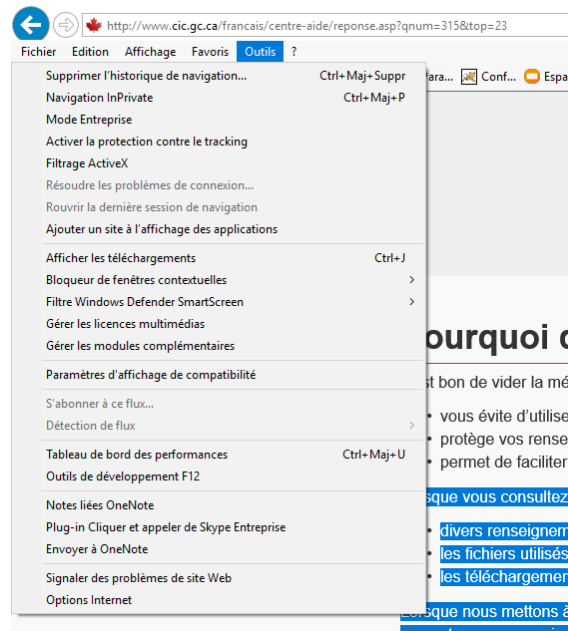 http://www.cic.gc.ca/francais/centre-aide/reponse.asp?qnum=315&top=23
Fichier Edition Affichage Favoris Outils ?
Supprimer l'historique de navigation... Ctrl+Maj+Suppr
Navigation InPrivate Ctrl+Maj+P
Mode Entreprise
Activer la protection contre le tracking
Filtrage ActiveX
Résoudre les problèmes de connexion...
Rouvrir la dernière session de navigation
Ajouter un site à l'affichage des applications
Afficher les téléchargements Ctrl+J
Bloqueur de fenêtres contextuelles
Filtre Windows Defender SmartScreen
Gérer les licences multimédias
Gérer les modules complémentaires
Paramètres d'affichage de compatibilité
S'abonner à ce flux...
Détection de flux
Tableau de bord des performances Ctrl+Maj+U
Outils de développement F12
Notes liées OneNote
Plug-in Cliquer et appeler de Skype Entreprise
Envoyer à OneNote
Signaler des problèmes de site Web
Options Internet
ara... Conf... Espa
ourquoi
st bon de vider la mé
• vous évite d'utilise
• protège vos rense
• permet de faciliter
sque vous consultez
• divers renseignem
• les fichiers utilisés
• les téléchargemen
sque nous mettons à